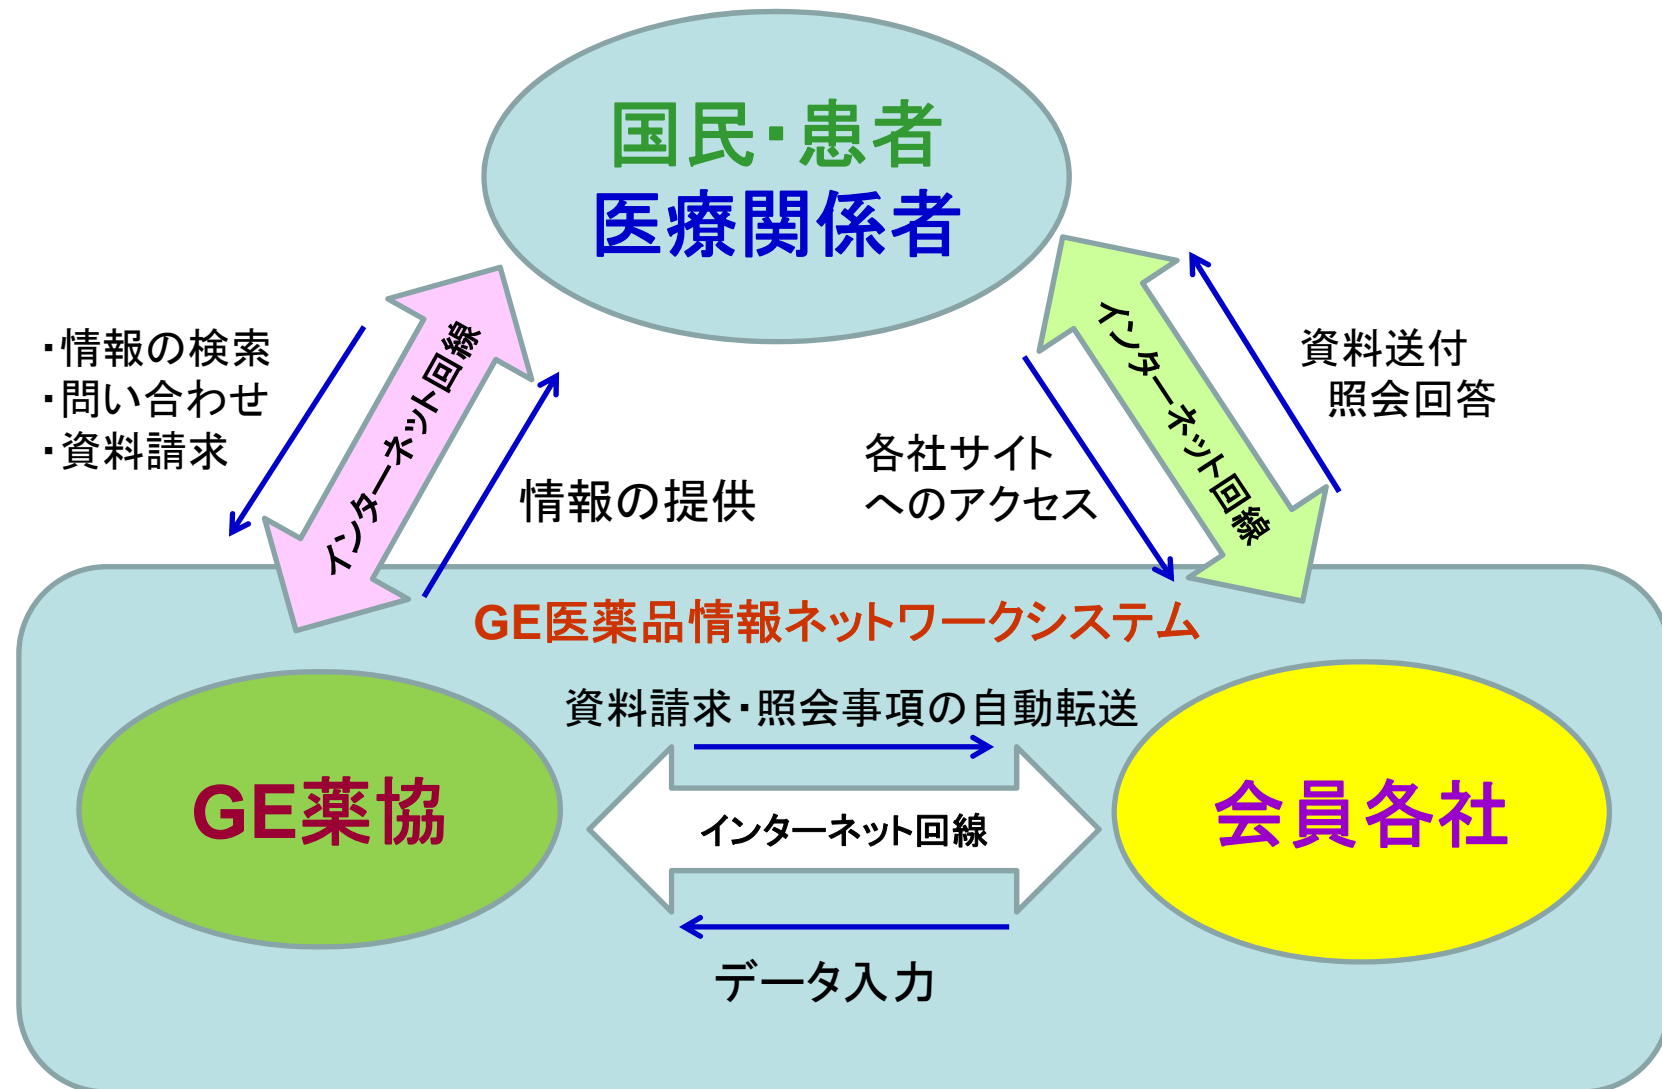 国民・患者
医療関係者
・情報の検索
・問い合わせ
・資料請求
インターネット回線
情報の提供
各社サイト
へのアクセス
インターネット回線
資料送付
照会回答
GE医薬品情報ネットワークシステム
資料請求・照会事項の自動転送
GE薬協
インターネット回線
会員各社
データ入力